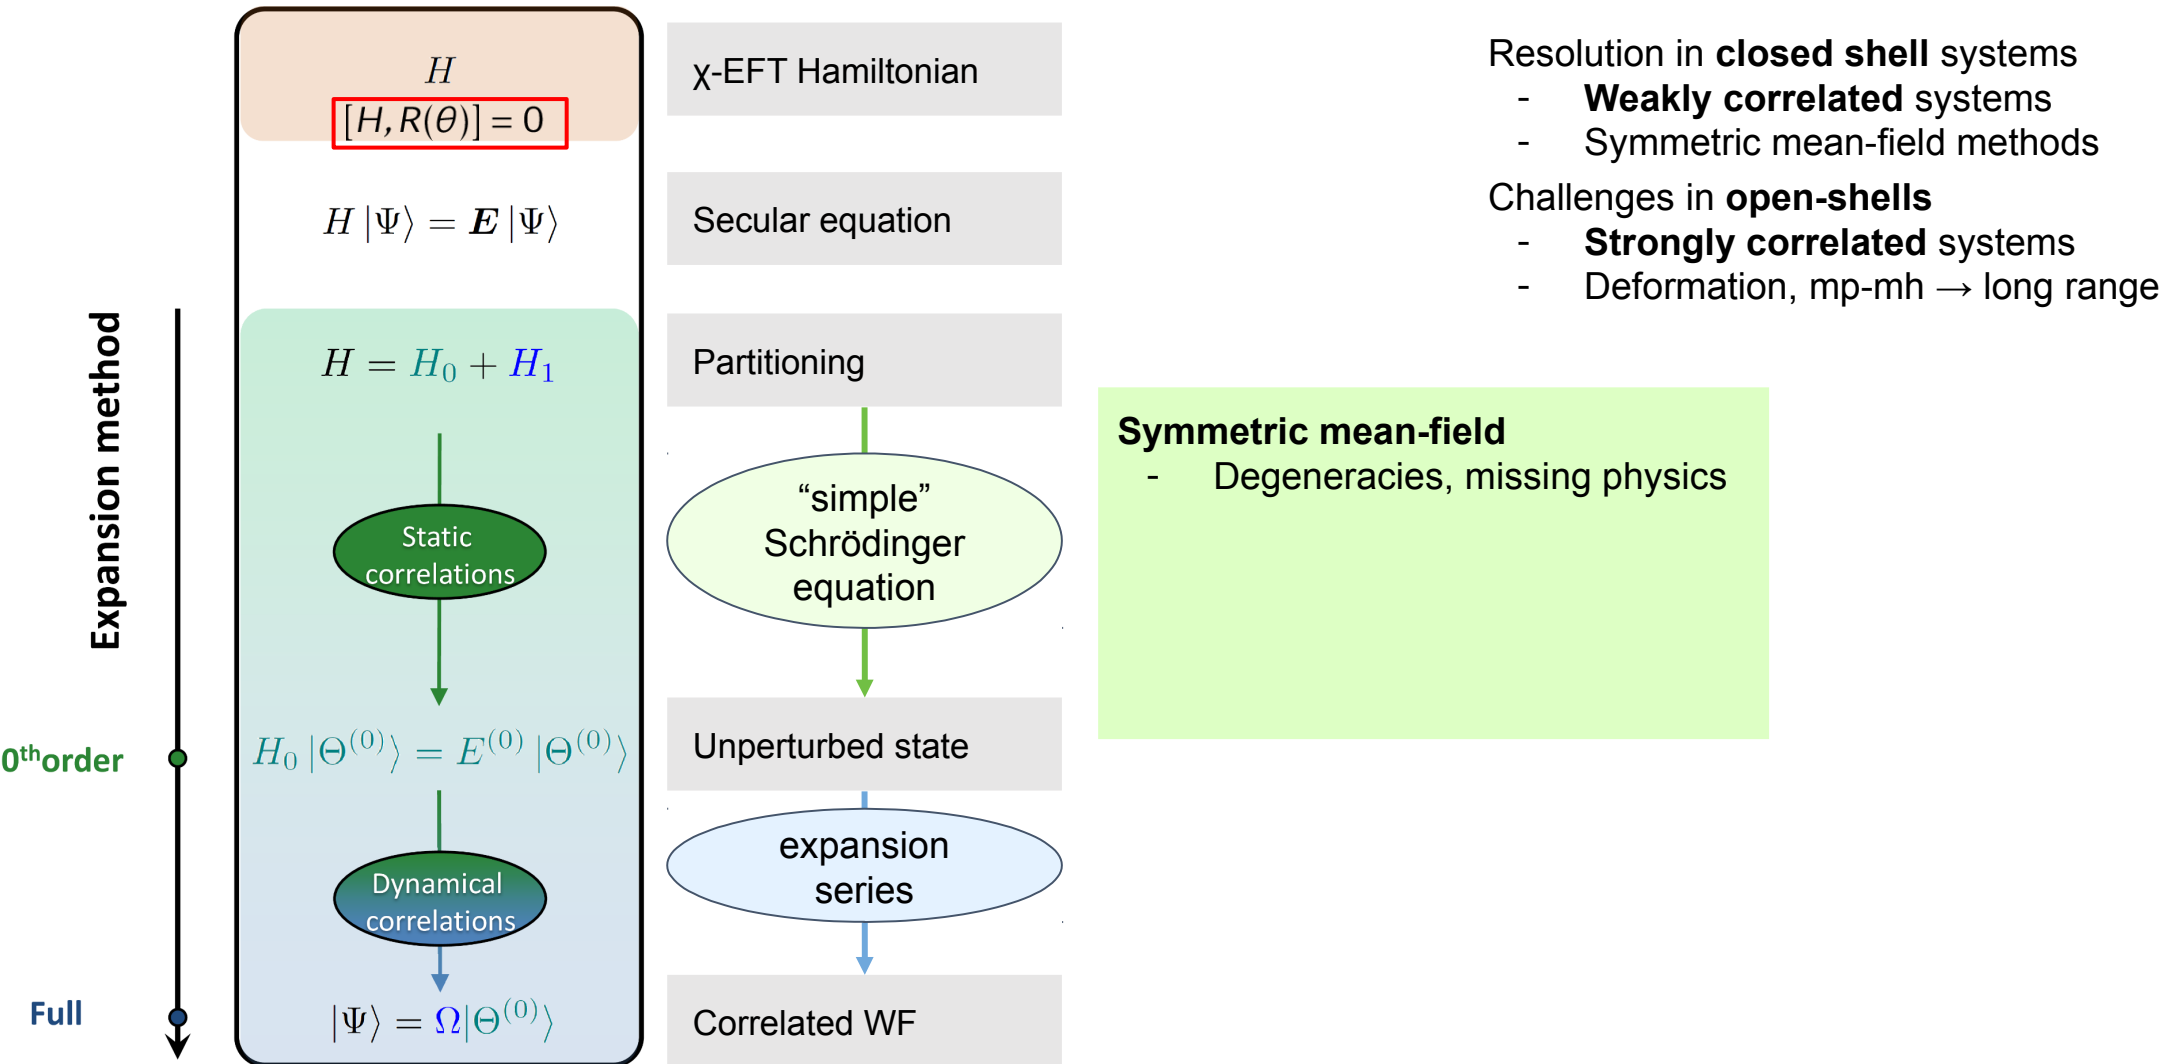 H
[H, R(θ)] = 0
χ-EFT Hamiltonian
H |Ψ⟩ = E |Ψ⟩
Secular equation
Expansion method
H = H₀ + H₁
Partitioning
Static
correlations
“simple”
Schrödinger
equation
0ᵗʰorder
H₀ |Θ⁽⁰⁾⟩ = E⁽⁰⁾ |Θ⁽⁰⁾⟩
Unperturbed state
Dynamical
correlations
expansion
series
Full
|Ψ⟩ = Ω|Θ⁽⁰⁾⟩
Correlated WF
Resolution in closed shell systems
- Weakly correlated systems
- Symmetric mean-field methods
Challenges in open-shells
- Strongly correlated systems
- Deformation, mp-mh → long range
Symmetric mean-field
- Degeneracies, missing physics